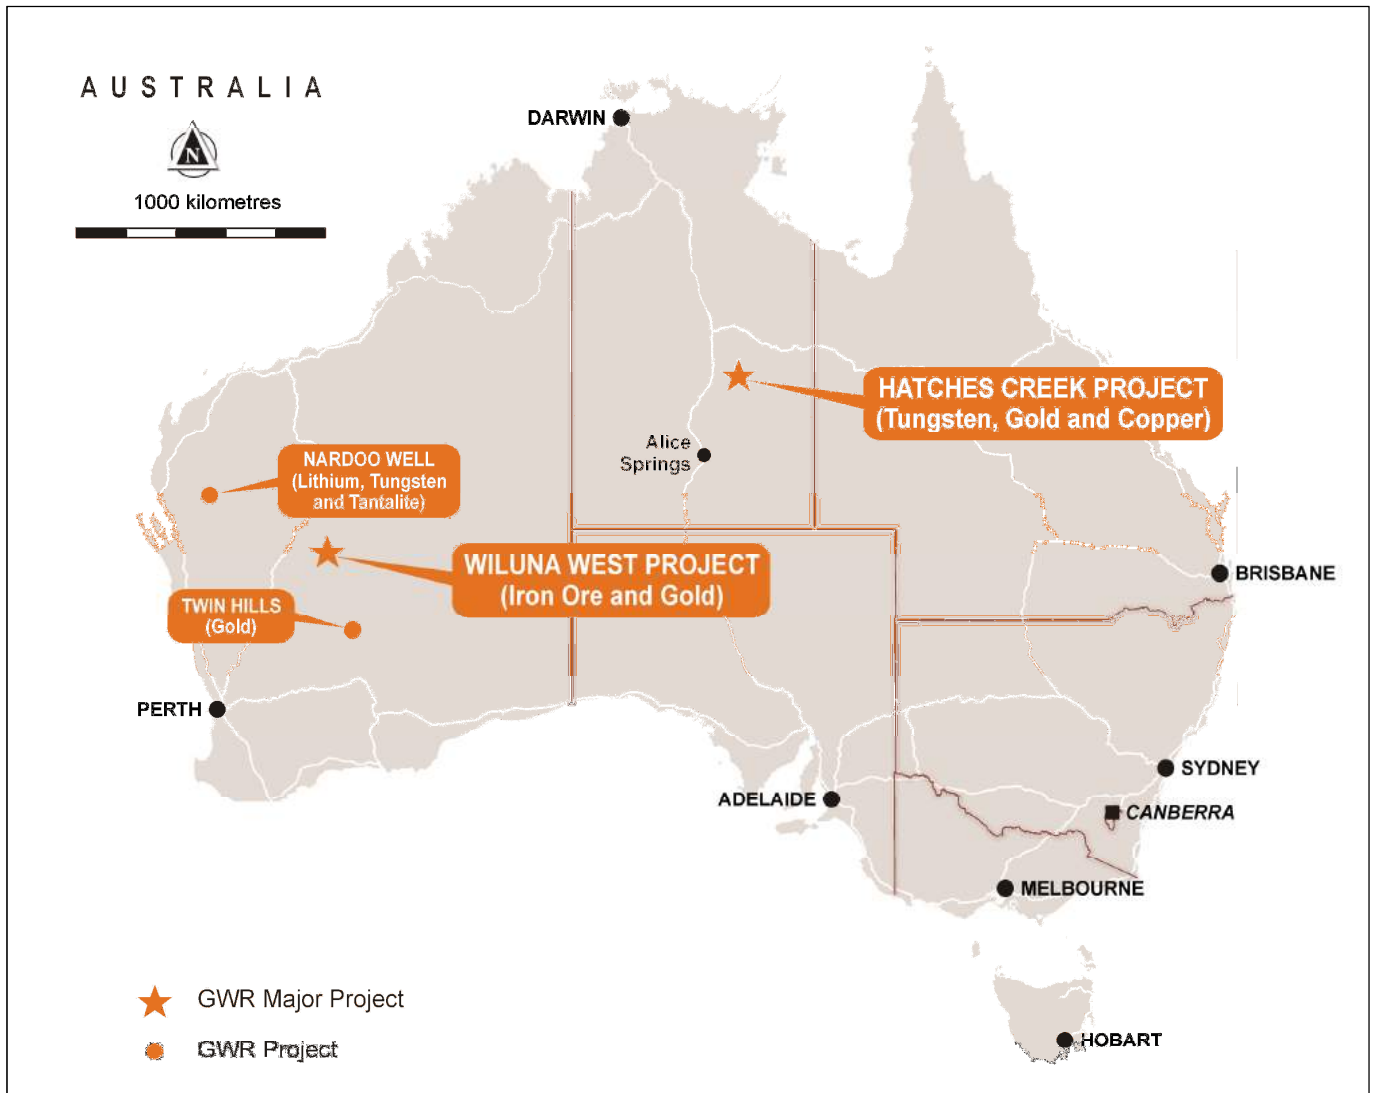 AUSTRALIA
N
1000 kilometres
DARWIN
HATCHES CREEK PROJECT
(Tungsten, Gold and Copper)
Alice
Springs
NARDOO WELL
(Lithium, Tungsten
and Tantalite)
WILUNA WEST PROJECT
(Iron Ore and Gold)
BRISBANE
TWIN HILLS
(Gold)
PERTH
SYDNEY
ADELAIDE
CANBERRA
MELBOURNE
GWR Major Project
HOBART
GWR Project